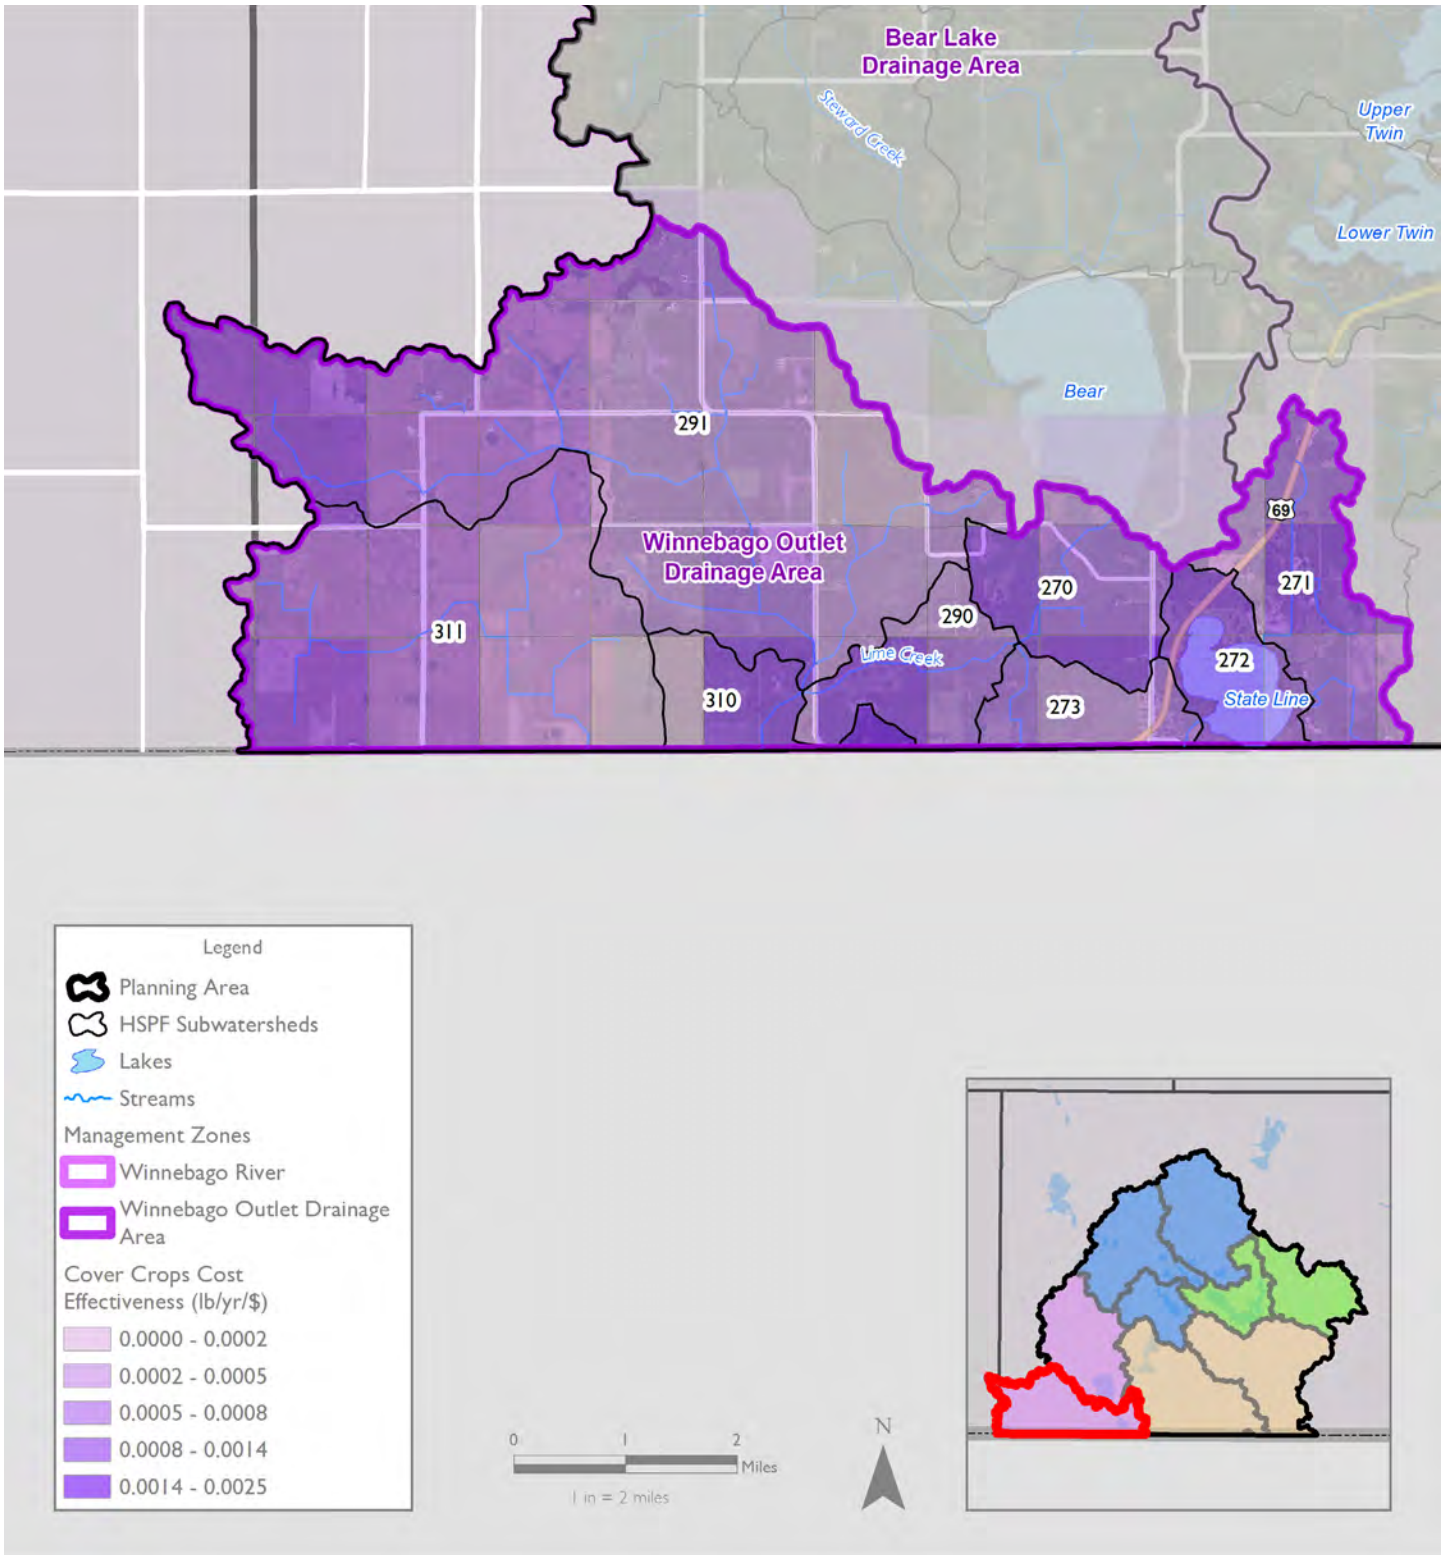 Bear Lake
Drainage Area
Steward Creek
Upper
Twin
Lower Twin
Bear
291
69
Winnebago Outlet
Drainage Area
270
271
290
311
Lime Creek
272
310
273
State Line
Legend
Planning Area
HSPF Subwatersheds
Lakes
Streams
Management Zones
Winnebago River
Winnebago Outlet Drainage
Area
Cover Crops Cost
Effectiveness (lb/yr/$)
0.0000 - 0.0002
0.0002 - 0.0005
0.0005 - 0.0008
0.0008 - 0.0014
0.0014 - 0.0025
0 1 2
Miles
1 in = 2 miles
N